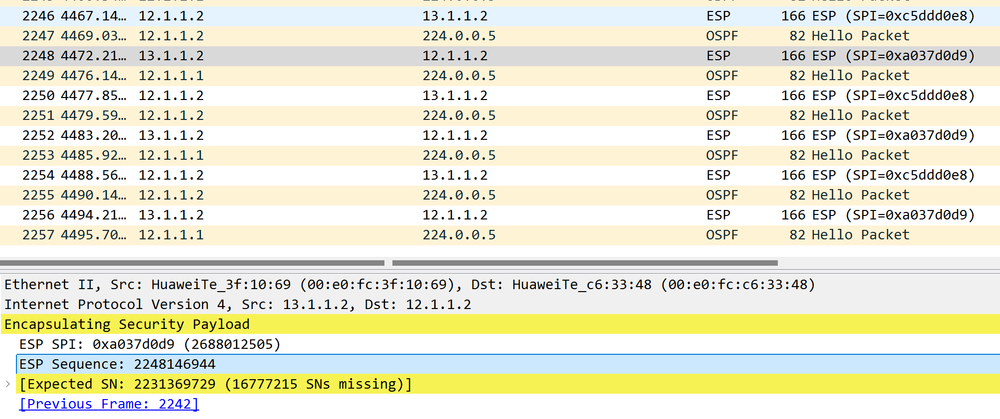 2246 4467.14… 12.1.1.2 13.1.1.2 ESP 166 ESP (SPI=0xc5ddd0e8)
2247 4469.03… 12.1.1.2 224.0.0.5 OSPF 82 Hello Packet
2248 4472.21… 13.1.1.2 12.1.1.2 ESP 166 ESP (SPI=0xa037d0d9)
2249 4476.14… 12.1.1.1 224.0.0.5 OSPF 82 Hello Packet
2250 4477.85… 12.1.1.2 13.1.1.2 ESP 166 ESP (SPI=0xc5ddd0e8)
2251 4479.59… 12.1.1.2 224.0.0.5 OSPF 82 Hello Packet
2252 4483.20… 13.1.1.2 12.1.1.2 ESP 166 ESP (SPI=0xa037d0d9)
2253 4485.92… 12.1.1.1 224.0.0.5 OSPF 82 Hello Packet
2254 4488.56… 12.1.1.2 13.1.1.2 ESP 166 ESP (SPI=0xc5ddd0e8)
2255 4490.14… 12.1.1.2 224.0.0.5 OSPF 82 Hello Packet
2256 4494.21… 13.1.1.2 12.1.1.2 ESP 166 ESP (SPI=0xa037d0d9)
2257 4495.70… 12.1.1.1 224.0.0.5 OSPF 82 Hello Packet
Ethernet II, Src: HuaweiTe_3f:10:69 (00:e0:fc:3f:10:69), Dst: HuaweiTe_c6:33:48 (00:e0:fc:c6:33:48)
Internet Protocol Version 4, Src: 13.1.1.2, Dst: 12.1.1.2
Encapsulating Security Payload
ESP SPI: 0xa037d0d9 (2688012505)
ESP Sequence: 2248146944
[Expected SN: 2231369729 (16777215 SNs missing)]
[Previous Frame: 2242]